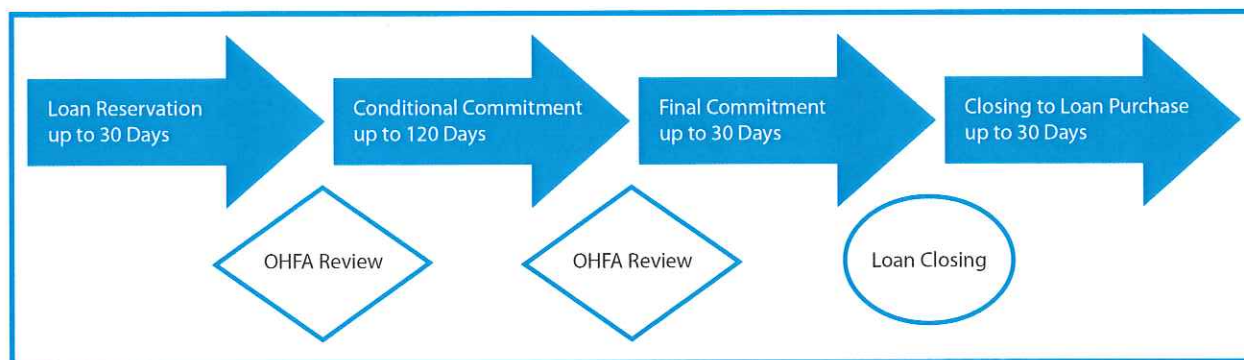 Loan Reservation
up to 30 Days
Conditional Commitment
up to 120 Days
Final Commitment
up to 30 Days
Closing to Loan Purchase
up to 30 Days
OHFA Review
OHFA Review
Loan Closing